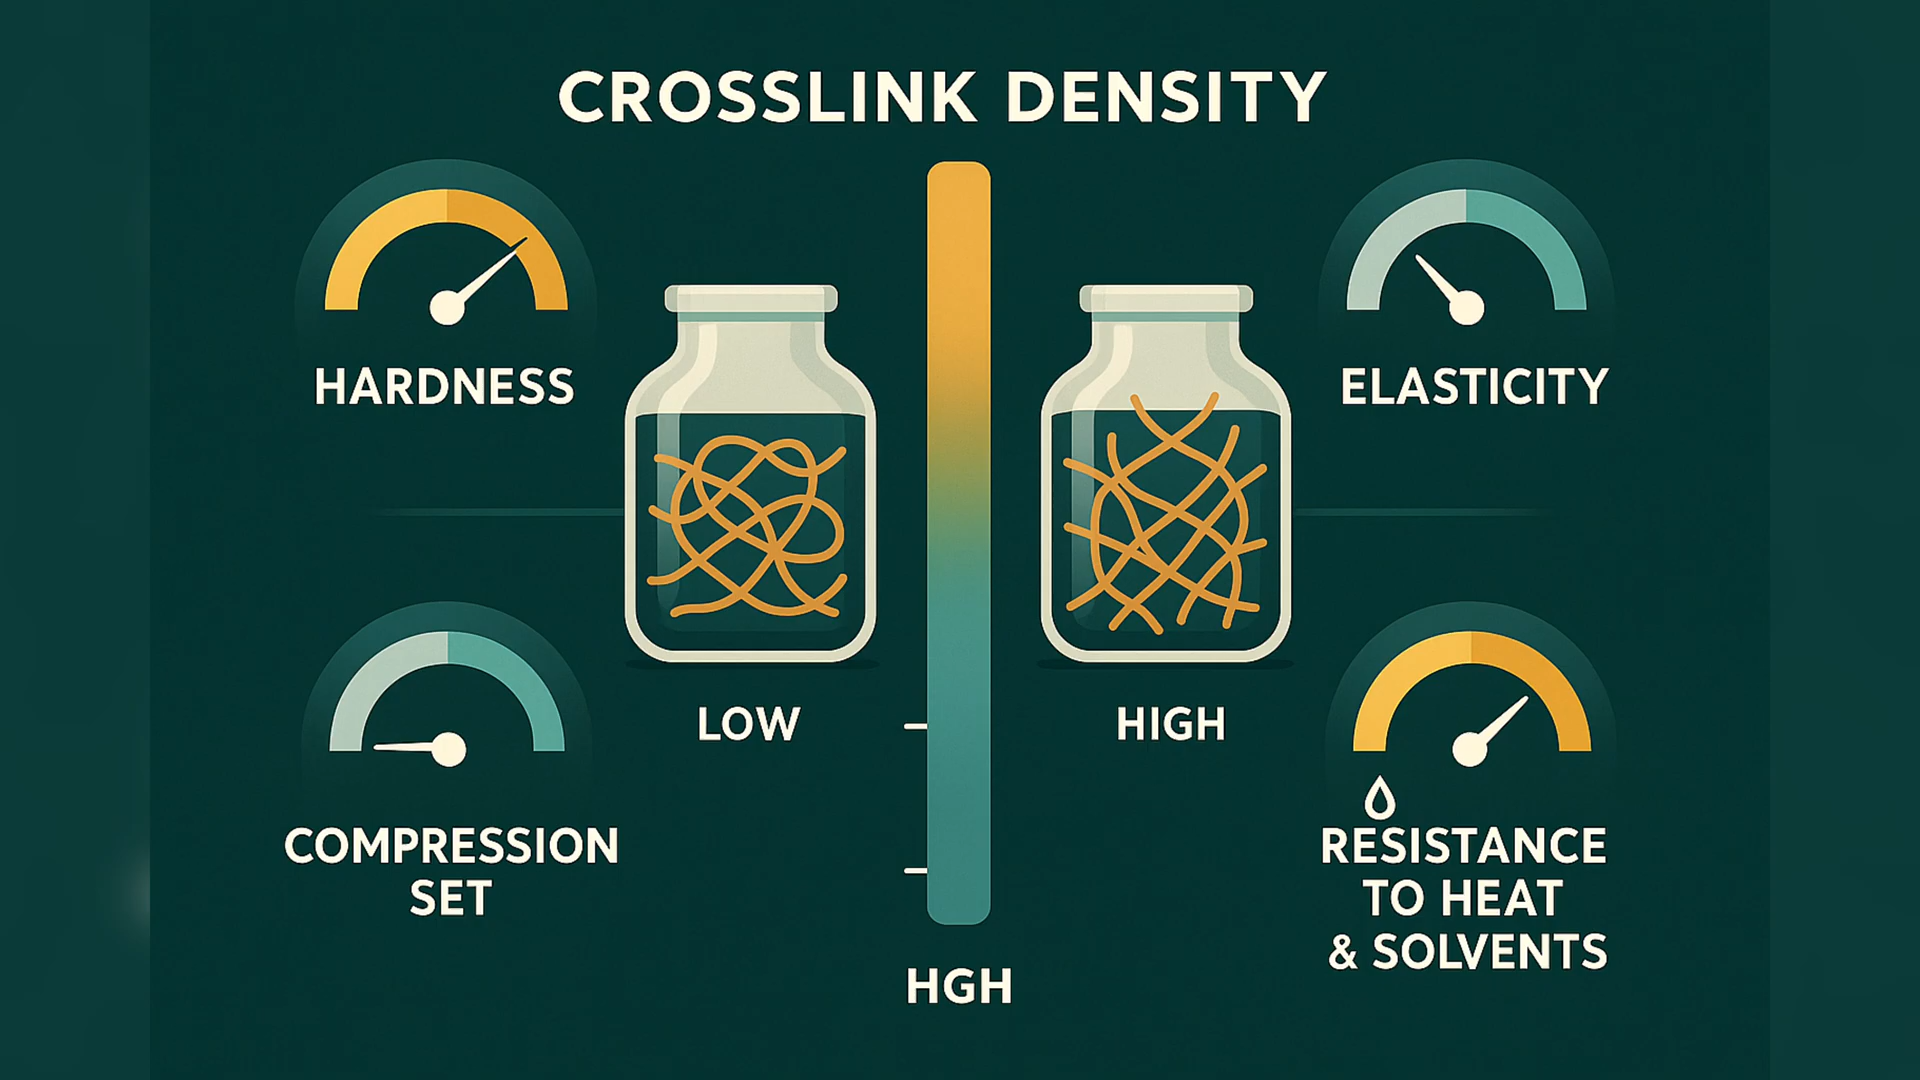 CROSSLINK DENSITY
HARDNESS
ELASTICITY
LOW
HIGH
COMPRESSION
SET
RESISTANCE
TO HEAT
& SOLVENTS
HGH